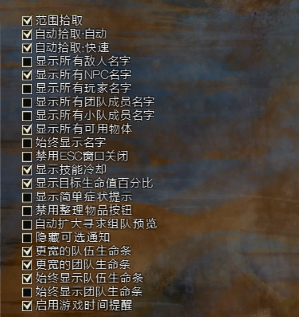 范围拾取
自动拾取:自动
自动拾取:快速
显示所有敌人名字
显示所有NPC名字
显示所有玩家名字
显示所有团队成员名字
显示所有小队成员名字
显示所有可用物体
始终显示名字
禁用ESC窗口关闭
显示技能冷却
显示目标生命值百分比
显示简单症状提示
禁用整理物品按钮
自动扩大寻求组队预览
隐藏可选通知
更宽的队伍生命条
更宽的团队生命条
始终显示队伍生命条
始终显示团队生命条
启用游戏时间提醒